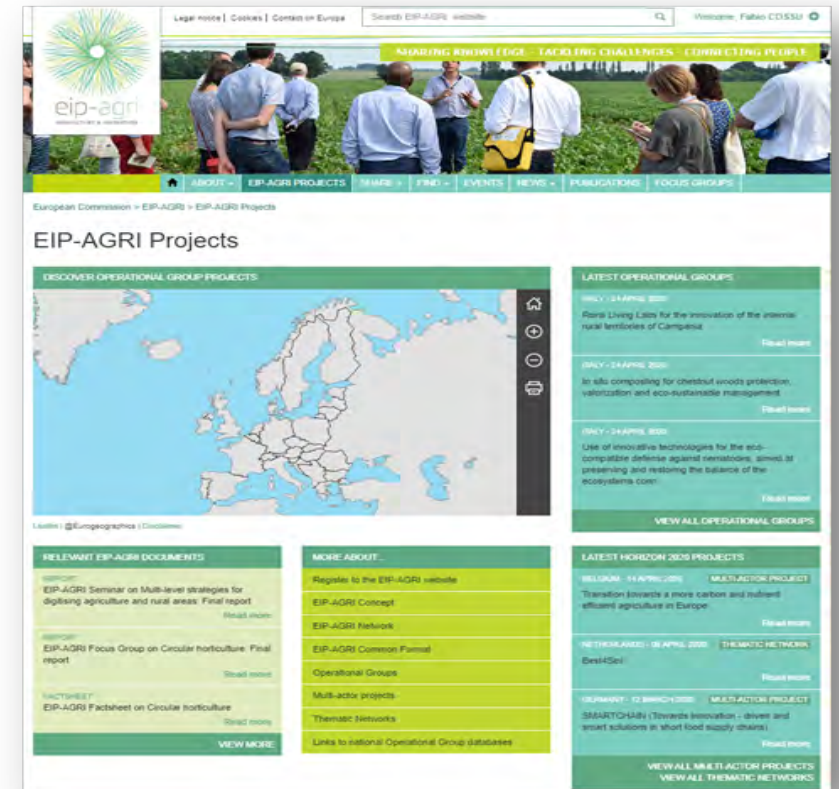 Legal notice | Cookies | Contact on Europa
Search EIP-AGRI website
Welcome, Fabio COSSU
SHARING KNOWLEDGE - TACKLING CHALLENGES - CONNECTING PEOPLE
eip-agri
AGRICULTURE & INNOVATION
ABOUT
EIP-AGRI PROJECTS
SHARE
FIND
EVENTS
NEWS
PUBLICATIONS
FOCUS GROUPS
European Commission > EIP-AGRI > EIP-AGRI Projects
EIP-AGRI Projects
DISCOVER OPERATIONAL GROUP PROJECTS
Leaflet | @Eurogeographics | Disclaimer
LATEST OPERATIONAL GROUPS
ITALY - 24 APRIL 2020
Rural Living Labs for the innovation of the internal
rural territories of Campania
Read more
ITALY - 24 APRIL 2020
In situ composting for chestnut woods protection,
valorization and eco-sustainable management
Read more
ITALY - 24 APRIL 2020
Use of innovative technologies for the eco-
compatible defense against nematodes, aimed at
preserving and restoring the balance of the
ecosystems com
Read more
VIEW ALL OPERATIONAL GROUPS
RELEVANT EIP-AGRI DOCUMENTS
REPORT
EIP-AGRI Seminar on Multi-level strategies for
digitising agriculture and rural areas: Final report
Read more
REPORT
EIP-AGRI Focus Group on Circular horticulture: Final
report
Read more
FACTSHEET
EIP-AGRI Factsheet on Circular horticulture
Read more
VIEW MORE
MORE ABOUT...
Register to the EIP-AGRI website
EIP-AGRI Concept
EIP-AGRI Network
EIP-AGRI Common Format
Operational Groups
Multi-actor projects
Thematic Networks
Links to national Operational Group databases
LATEST HORIZON 2020 PROJECTS
BELGIUM - 14 APRIL 2020 MULTI-ACTOR PROJECT
Transition towards a more carbon and nutrient
efficient agriculture in Europe
Read more
NETHERLANDS - 06 APRIL 2020 THEMATIC NETWORK
Best4Soil
Read more
GERMANY - 12 MARCH 2020 MULTI-ACTOR PROJECT
SMARTCHAIN (Towards Innovation - driven and
smart solutions in short food supply chains)
Read more
VIEW ALL MULTI-ACTOR PROJECTS
VIEW ALL THEMATIC NETWORKS